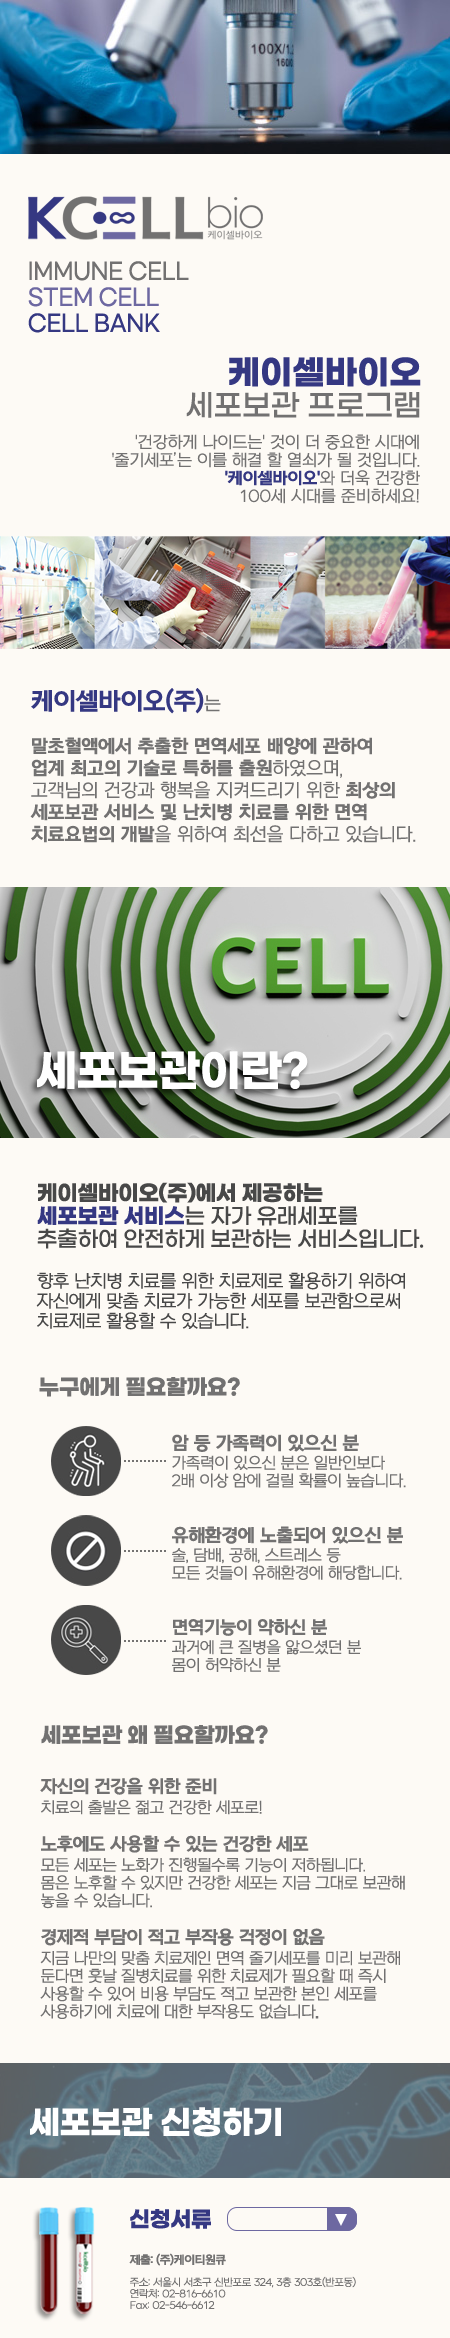 100X/1.
160/
KCELL bio
케이셀바이오
IMMUNE CELL
STEM CELL
CELL BANK
케이셀바이오
세포보관 프로그램
'건강하게 나이드는' 것이 더 중요한 시대에
'줄기세포'는 이를 해결 할 열쇠가 될 것입니다.
'케이셀바이오'와 더욱 건강한
100세 시대를 준비하세요!
케이셀바이오(주)는
말초혈액에서 추출한 면역세포 배양에 관하여
업계 최고의 기술로 특허를 출원하였으며,
고객님의 건강과 행복을 지켜드리기 위한 최상의
세포보관 서비스 및 난치병 치료를 위한 면역
치료요법의 개발을 위하여 최선을 다하고 있습니다.
CELL
세포보관이란?
케이셀바이오(주)에서 제공하는
세포보관 서비스는 자가 유래세포를
추출하여 안전하게 보관하는 서비스입니다.
향후 난치병 치료를 위한 치료제로 활용하기 위하여
자신에게 맞춤 치료가 가능한 세포를 보관함으로써
치료제로 활용할 수 있습니다.
누구에게 필요할까요?
암 등 가족력이 있으신 분
가족력이 있으신 분은 일반인보다
2배 이상 암에 걸릴 확률이 높습니다.
유해환경에 노출되어 있으신 분
술, 담배, 공해, 스트레스 등
모든 것들이 유해환경에 해당합니다.
면역기능이 약하신 분
과거에 큰 질병을 앓으셨던 분
몸이 허약하신 분
세포보관 왜 필요할까요?
자신의 건강을 위한 준비
치료의 출발은 젊고 건강한 세포로!
노후에도 사용할 수 있는 건강한 세포
모든 세포는 노화가 진행될수록 기능이 저하됩니다.
몸은 노후할 수 있지만 건강한 세포는 지금 그대로 보관해
놓을 수 있습니다.
경제적 부담이 적고 부작용 걱정이 없음
지금 나만의 맞춤 치료제인 면역 줄기세포를 미리 보관해
둔다면 훗날 질병치료를 위한 치료제가 필요할 때 즉시
사용할 수 있어 비용 부담도 적고 보관한 본인 세포를
사용하기에 치료에 대한 부작용도 없습니다.
세포보관 신청하기
신청서류
제출: (주)케이티원큐
주소: 서울시 서초구 신반포로 324, 3층 303호(반포동)
연락처: 02-816-6610
Fax: 02-546-6612